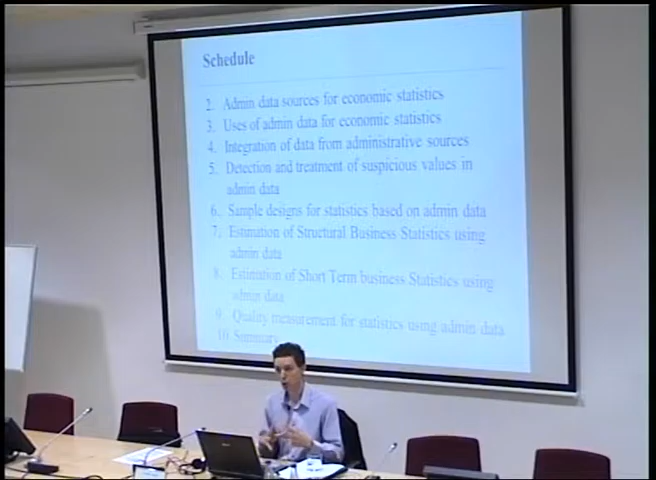 Schedule
2. Admin data sources for economic statistics
3. Uses of admin data for economic statistics
4. Integration of data from administrative sources
5. Detection and treatment of suspicious values in
admin data
6. Sample designs for statistics based on admin data
7. Estimation of Structural Business Statistics using
admin data
8. Estimation of Short Term business Statistics using
admin data
9. Quality measurement for statistics using admin data
10. Summary